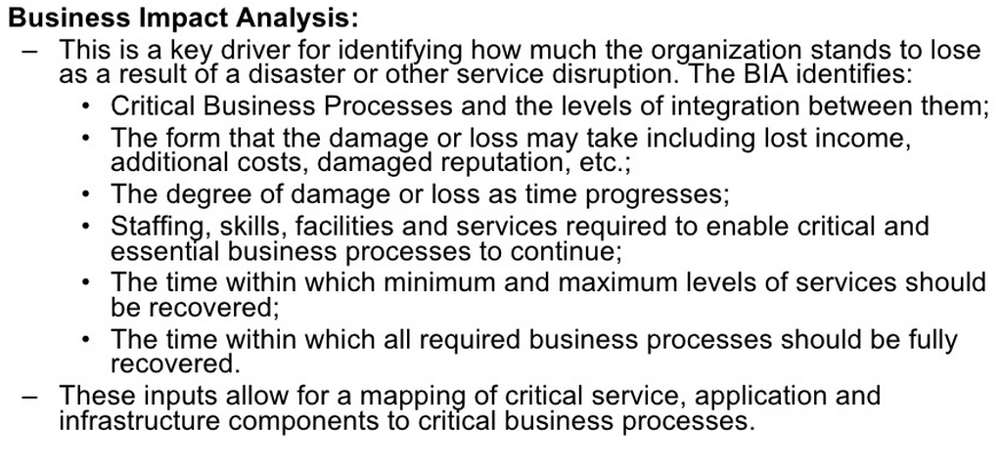 Business Impact Analysis:
– This is a key driver for identifying how much the organization stands to lose
as a result of a disaster or other service disruption. The BIA identifies:
• Critical Business Processes and the levels of integration between them;
• The form that the damage or loss may take including lost income,
additional costs, damaged reputation, etc.;
• The degree of damage or loss as time progresses;
• Staffing, skills, facilities and services required to enable critical and
essential business processes to continue;
• The time within which minimum and maximum levels of services should
be recovered;
• The time within which all required business processes should be fully
recovered.
– These inputs allow for a mapping of critical service, application and
infrastructure components to critical business processes.